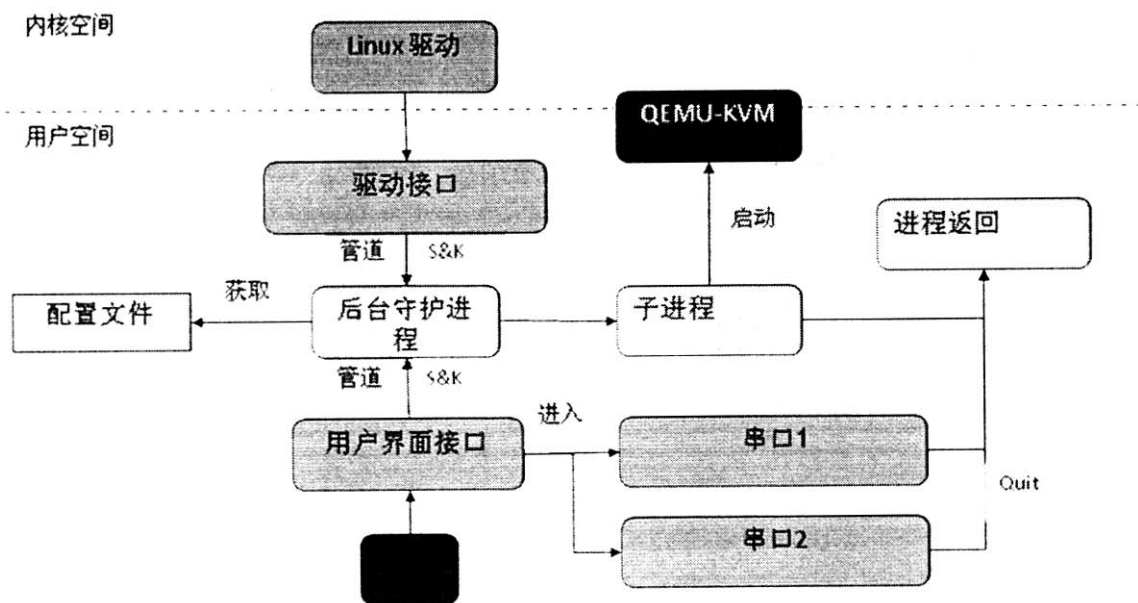 内核空间
Linux 驱动
QEMU-KVM
用户空间
驱动接口
启动
进程返回
管道 S&K
获取
配置文件
后台守护进
程
子进程
管道 S&K
进入
用户界面接口
串口1
Quit
串口2